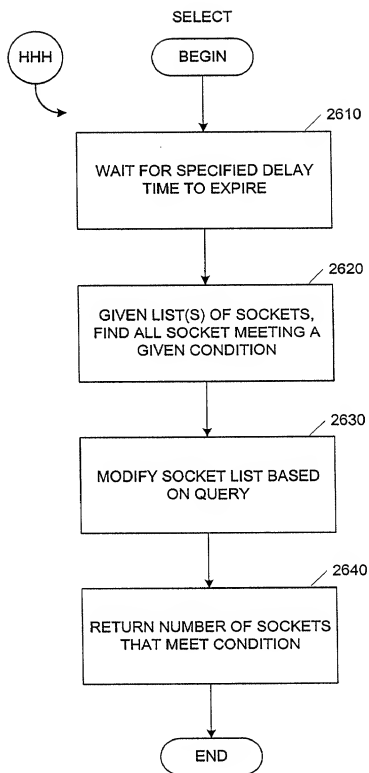 SELECT
HHH
BEGIN
2610
WAIT FOR SPECIFIED DELAY
TIME TO EXPIRE
2620
GIVEN LIST(S) OF SOCKETS,
FIND ALL SOCKET MEETING A
GIVEN CONDITION
2630
MODIFY SOCKET LIST BASED
ON QUERY
2640
RETURN NUMBER OF SOCKETS
THAT MEET CONDITION
END